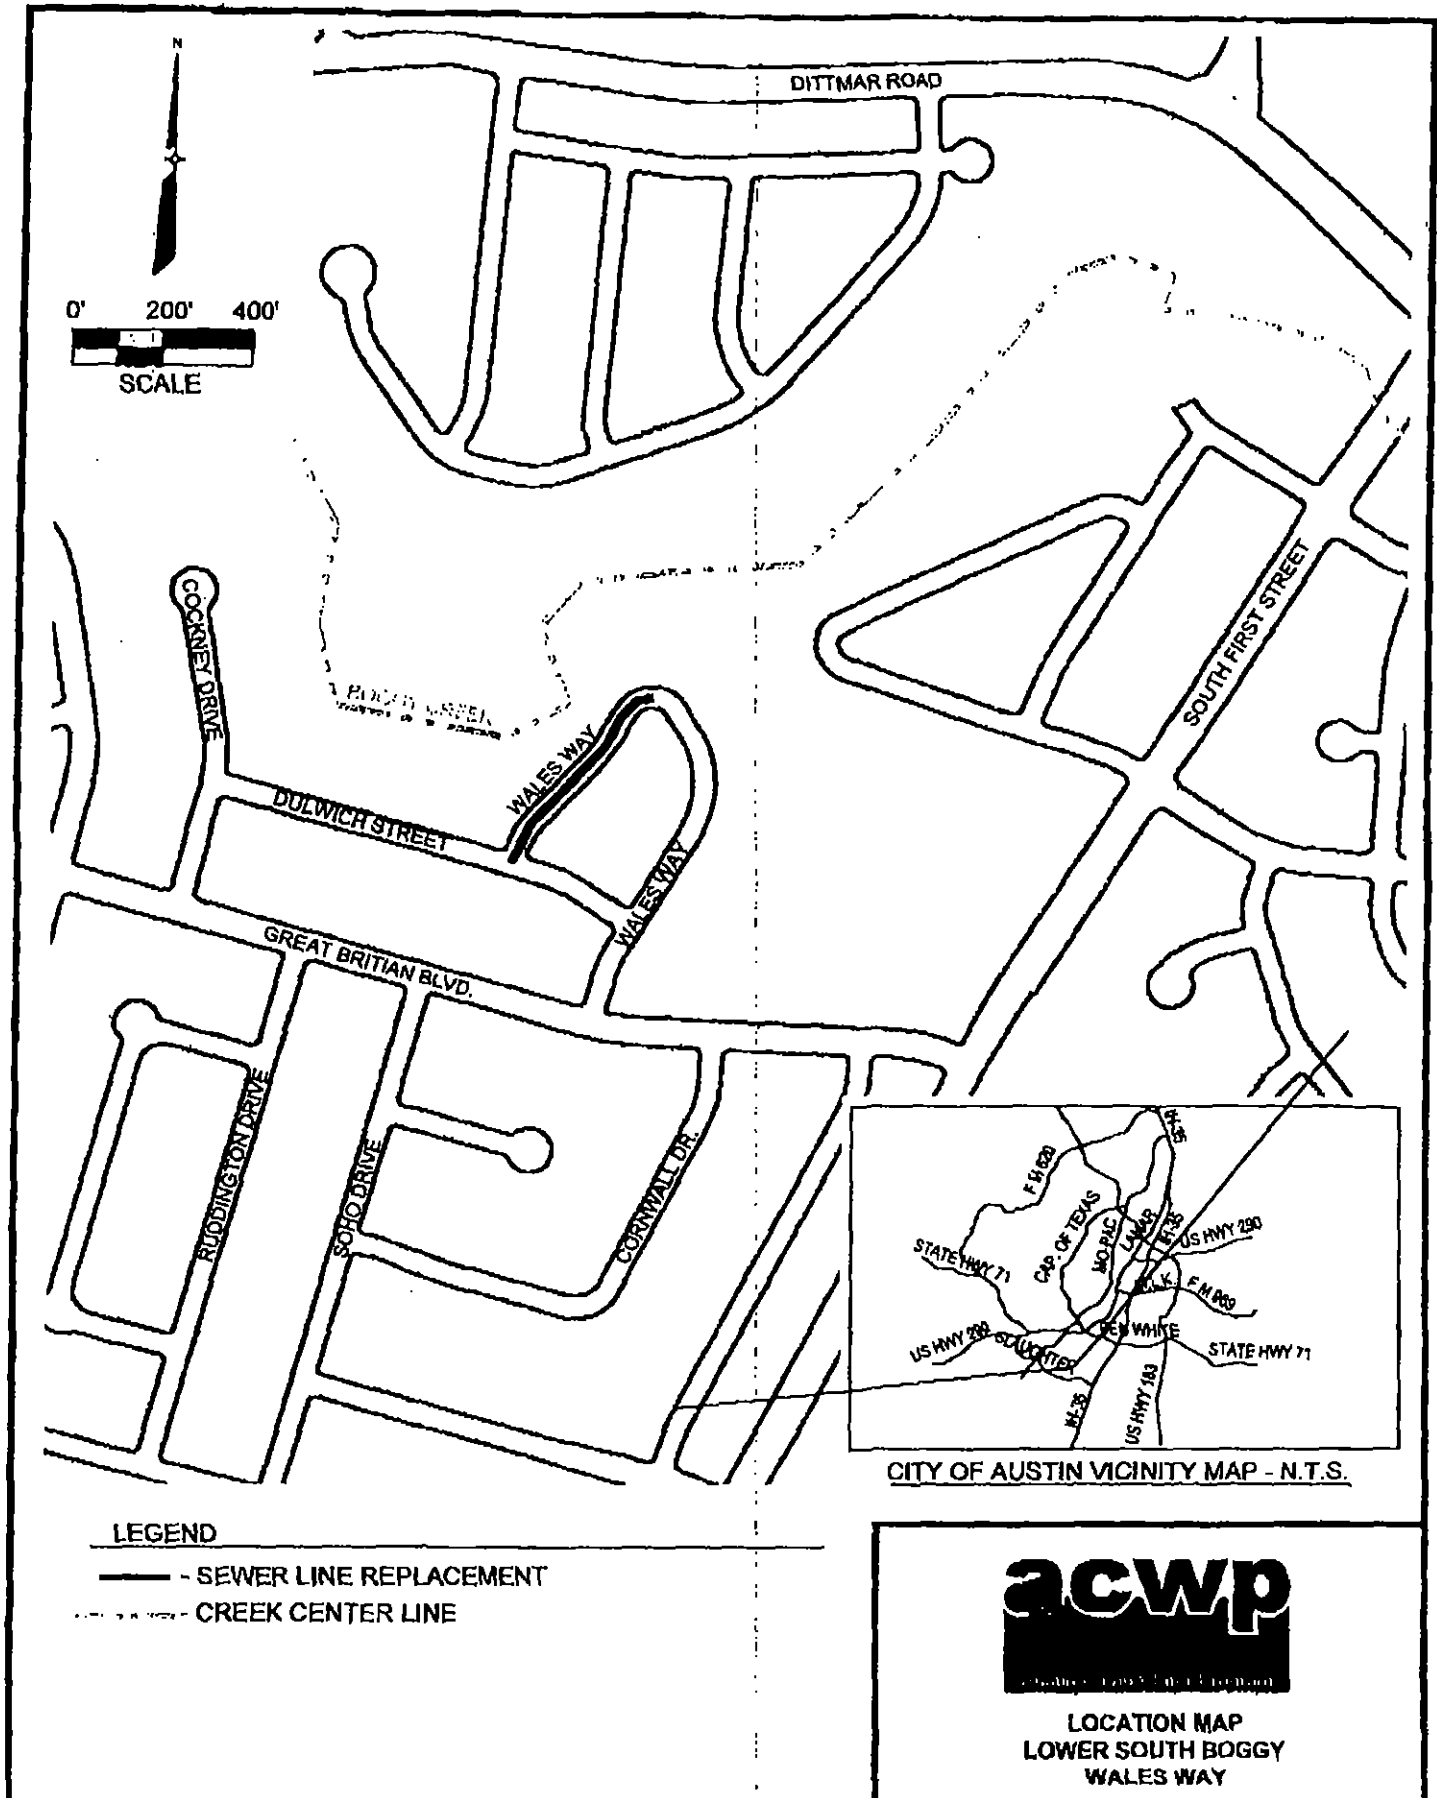 N
DITTMAR ROAD
0' 200' 400'
SCALE
COCKNEY DRIVE
SOUTH FIRST STREET
WALES WAY
DULWICH STREET
WALES WAY
GREAT BRITIAN BLVD.
RUDDINGTON DRIVE
SOHO DRIVE
CORNWALL DR.
IH-35
F M 620
CAP. OF TEXAS
MO PAC
LAMAR
IH-35
US HWY 290
STATE HWY 71
M.L.K.
F M 969
US HWY 290
SLAUGHTER
BEN WHITE
STATE HWY 71
IH-35
US HWY 183
CITY OF AUSTIN VICINITY MAP - N.T.S.
LEGEND
- SEWER LINE REPLACEMENT
- CREEK CENTER LINE
acwp
LOCATION MAP
LOWER SOUTH BOGGY
WALES WAY